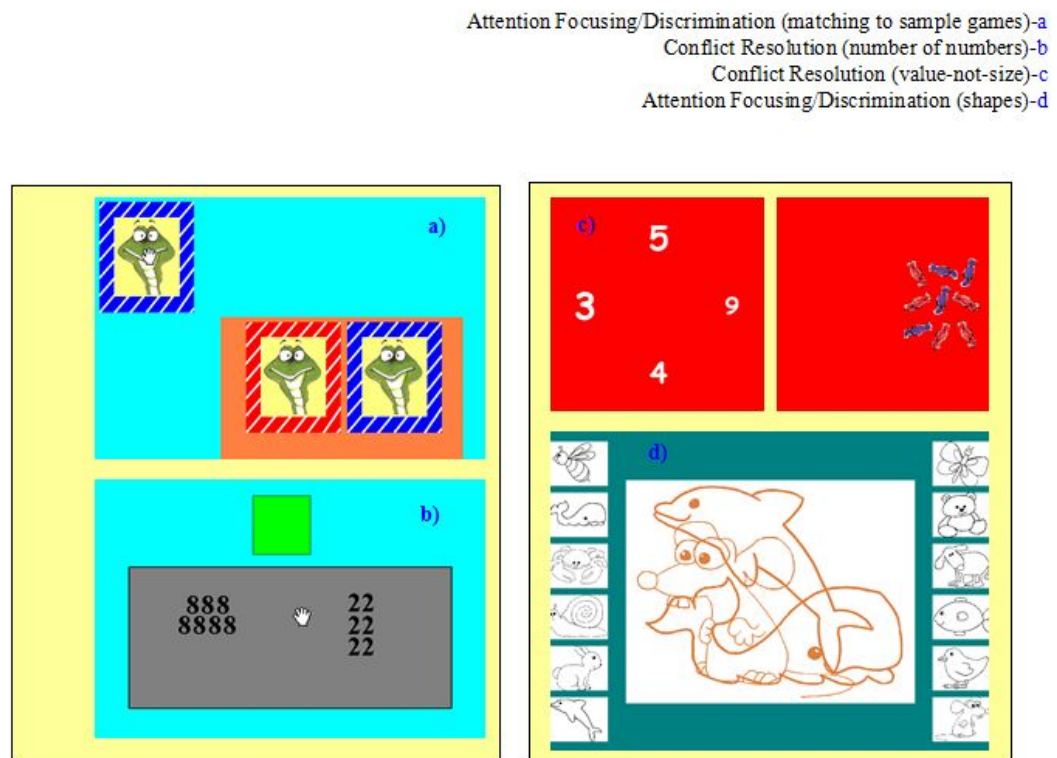 Attention Focusing/Discrimination (matching to sample games)-a
Conflict Resolution (number of numbers)-b
Conflict Resolution (value-not-size)-c
Attention Focusing/Discrimination (shapes)-d
a)
b)
888
8888
22
22
22
c)
5
3
9
4
d)